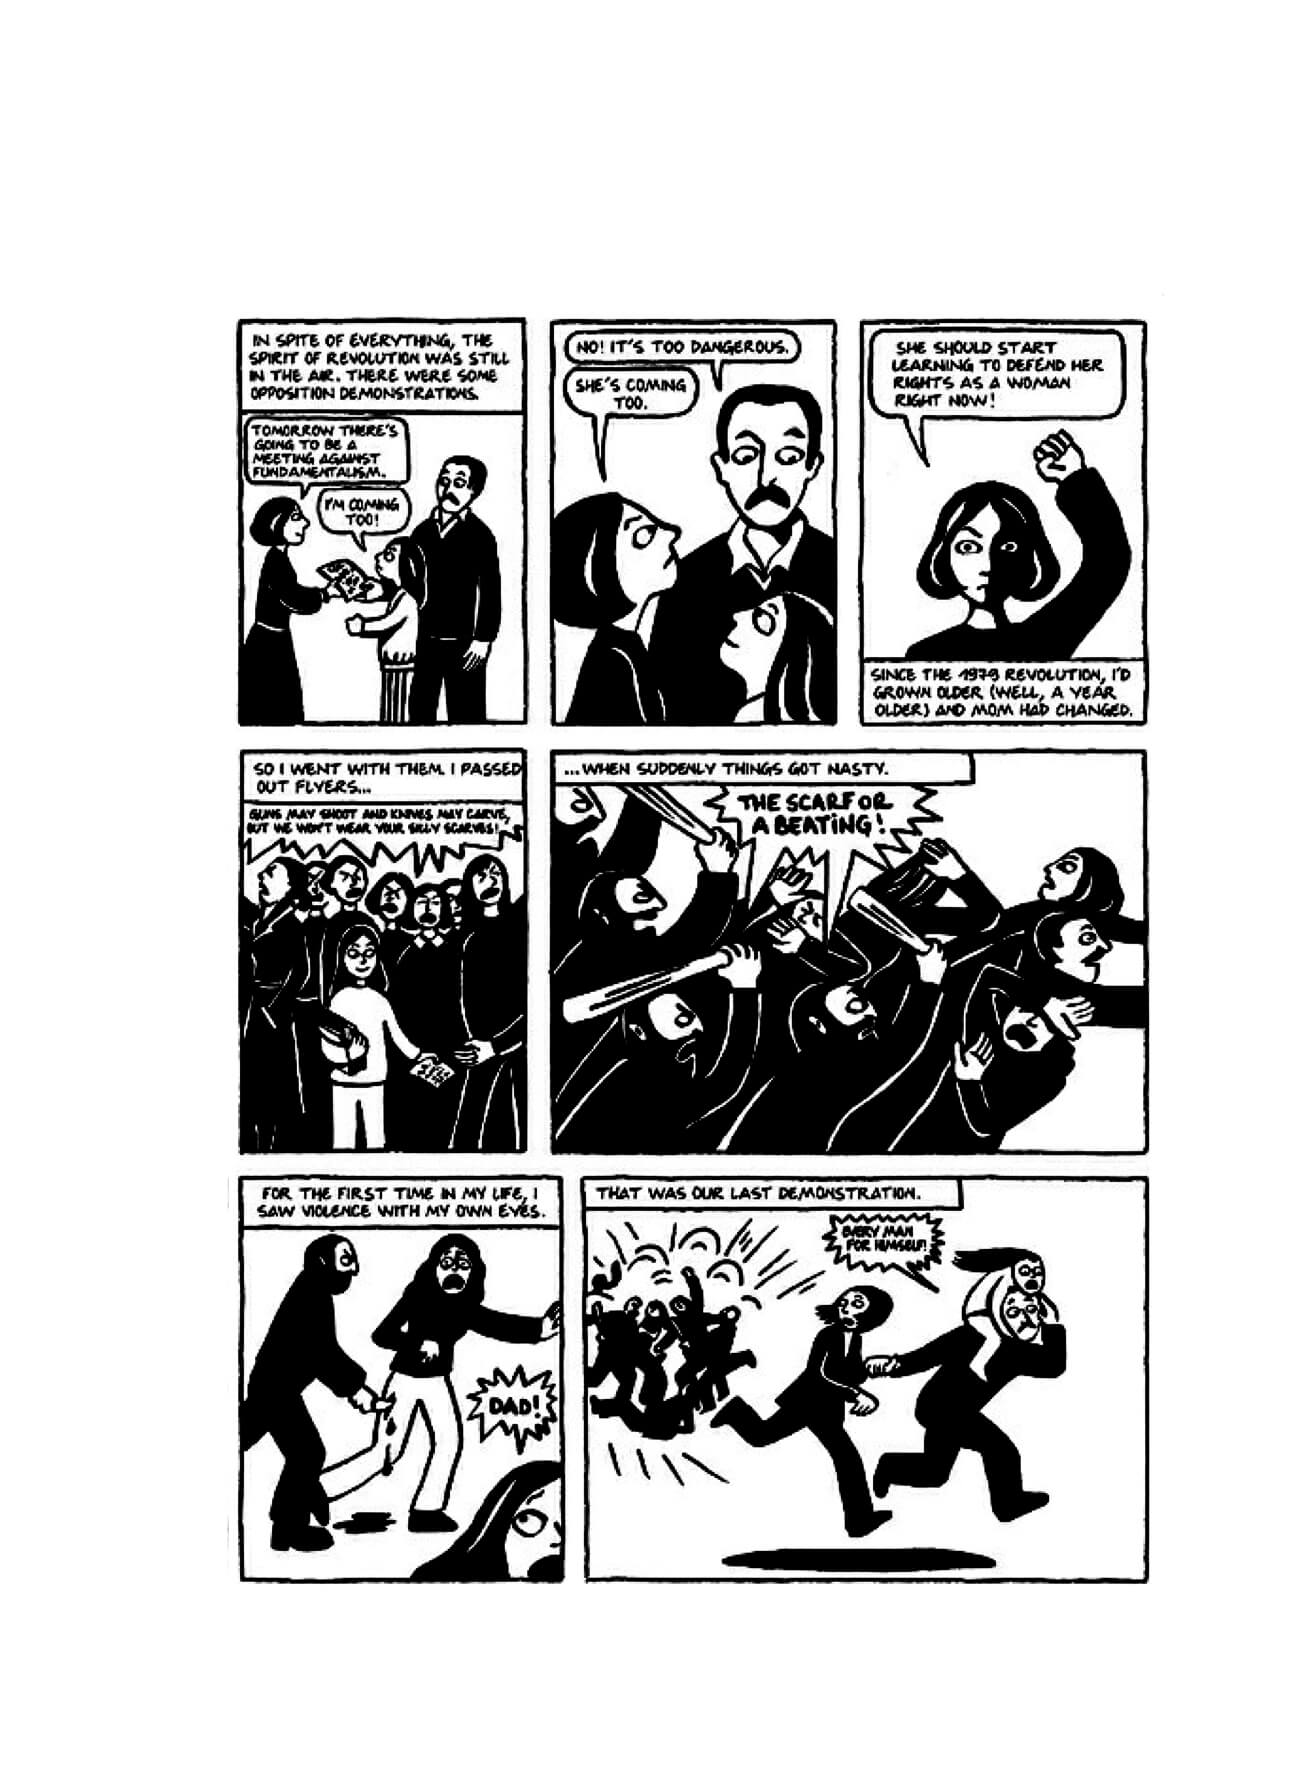 IN SPITE OF EVERYTHING, THE
SPIRIT OF REVOLUTION WAS STILL
IN THE AIR. THERE WERE SOME
OPPOSITION DEMONSTRATIONS.
TOMORROW THERE'S
GOING TO BE A
MEETING AGAINST
FUNDAMENTALISM.
I'M COMING
TOO!
NO! IT'S TOO DANGEROUS.
SHE'S COMING
TOO.
SHE SHOULD START
LEARNING TO DEFEND HER
RIGHTS AS A WOMAN
RIGHT NOW!
SINCE THE 1979 REVOLUTION, I'D
GROWN OLDER (WELL, A YEAR
OLDER) AND MOM HAD CHANGED.
SO I WENT WITH THEM. I PASSED
OUT FLYERS...
GUNS MAY SHOOT AND KNIVES MAY CARVE,
BUT WE WON'T WEAR YOUR SILLY SCARVES!
...WHEN SUDDENLY THINGS GOT NASTY.
THE SCARF OR
A BEATING!
FOR THE FIRST TIME IN MY LIFE, I
SAW VIOLENCE WITH MY OWN EYES.
DAD!
THAT WAS OUR LAST DEMONSTRATION.
EVERY MAN
FOR HIMSELF!